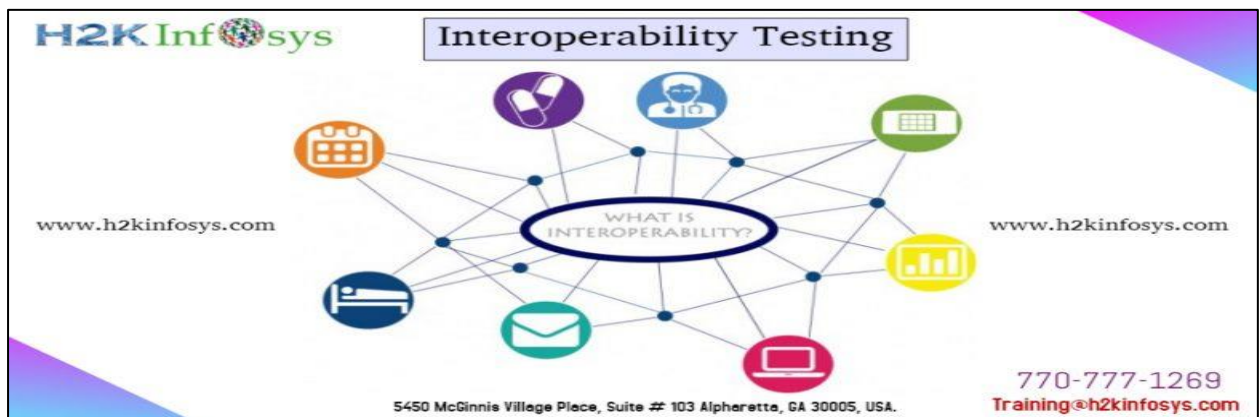 H2K Infosys
Interoperability Testing
WHAT IS
INTEROPERABILITY?
www.h2kinfosys.com
www.h2kinfosys.com
770-777-1269
5450 McGinnis Village Place, Suite # 103 Alpharetta, GA 30005, USA.
Training@h2kinfosys.com